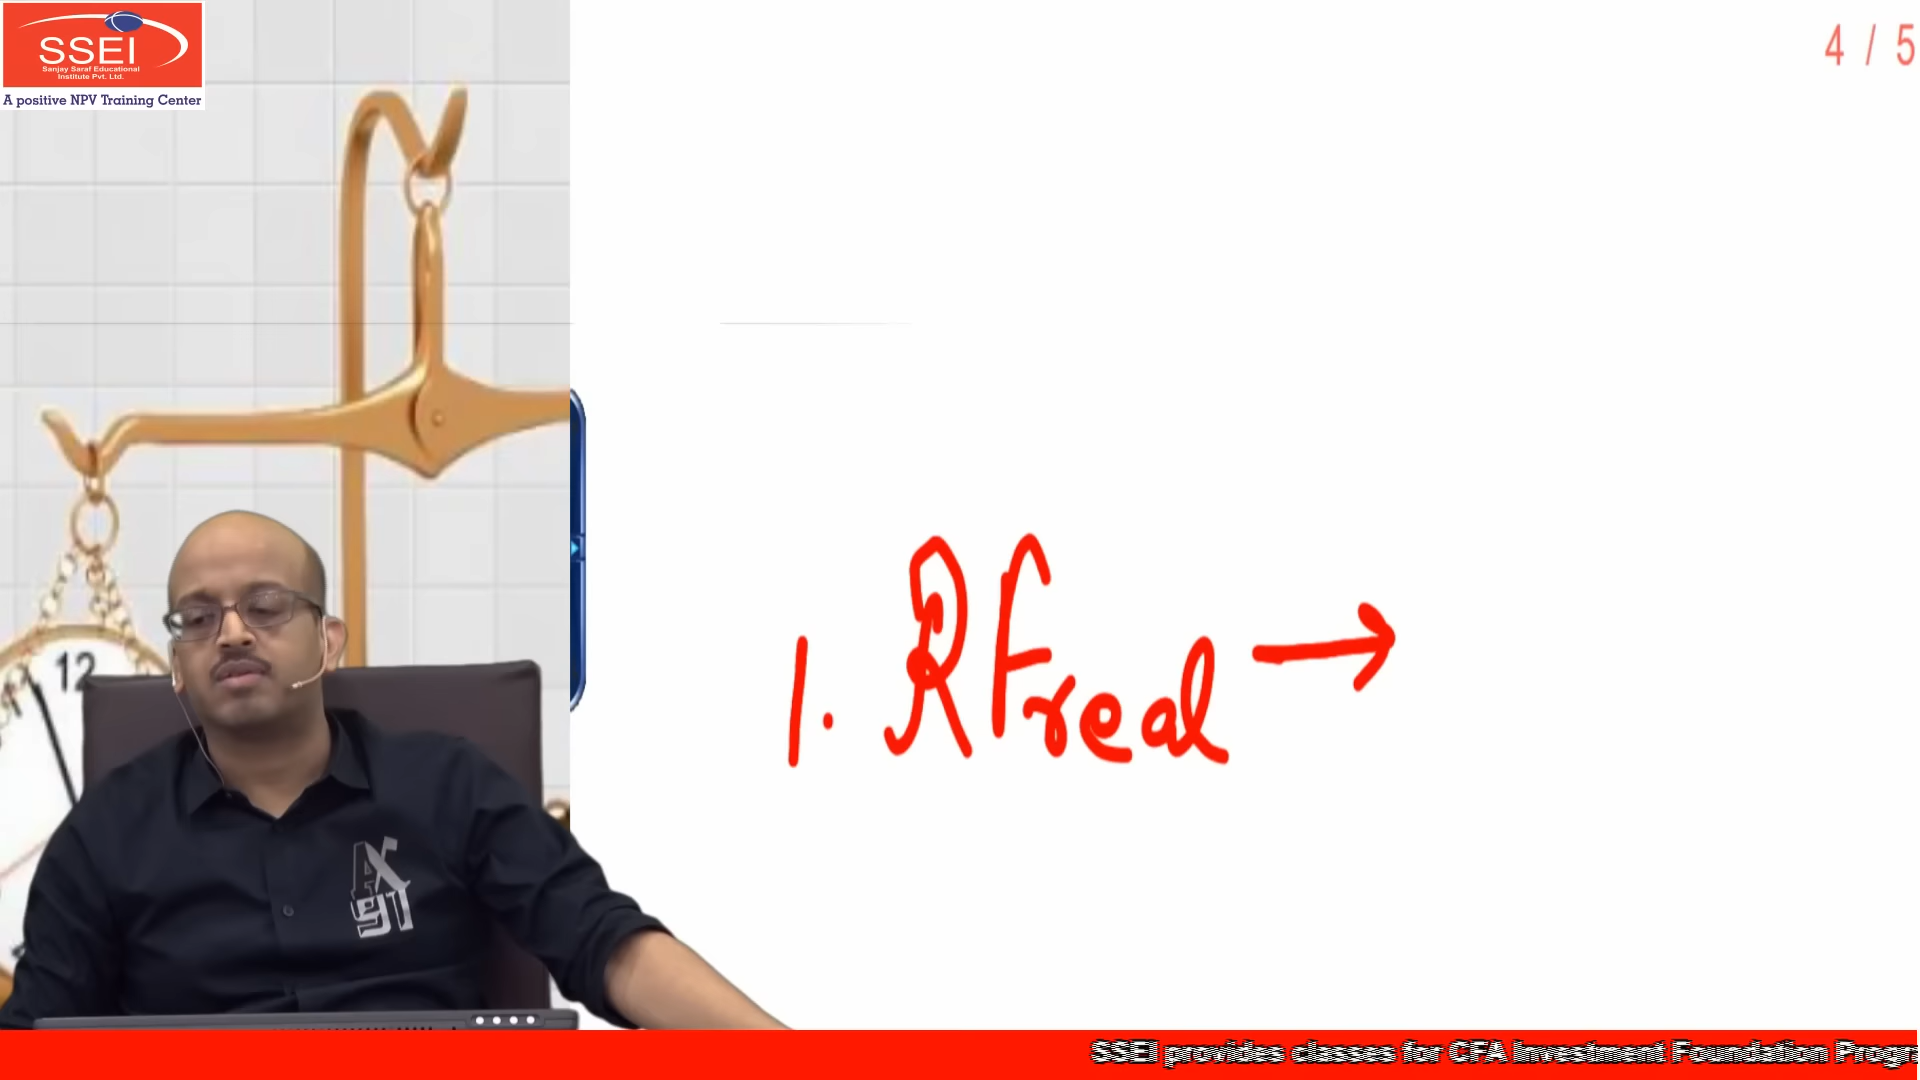 SSEI
Sanjay Saraf Educational
Institute Pvt. Ltd.
A positive NPV Training Center
4 / 5
12
1. RFreal →
SSEI provides classes for CFA Investment Foundation